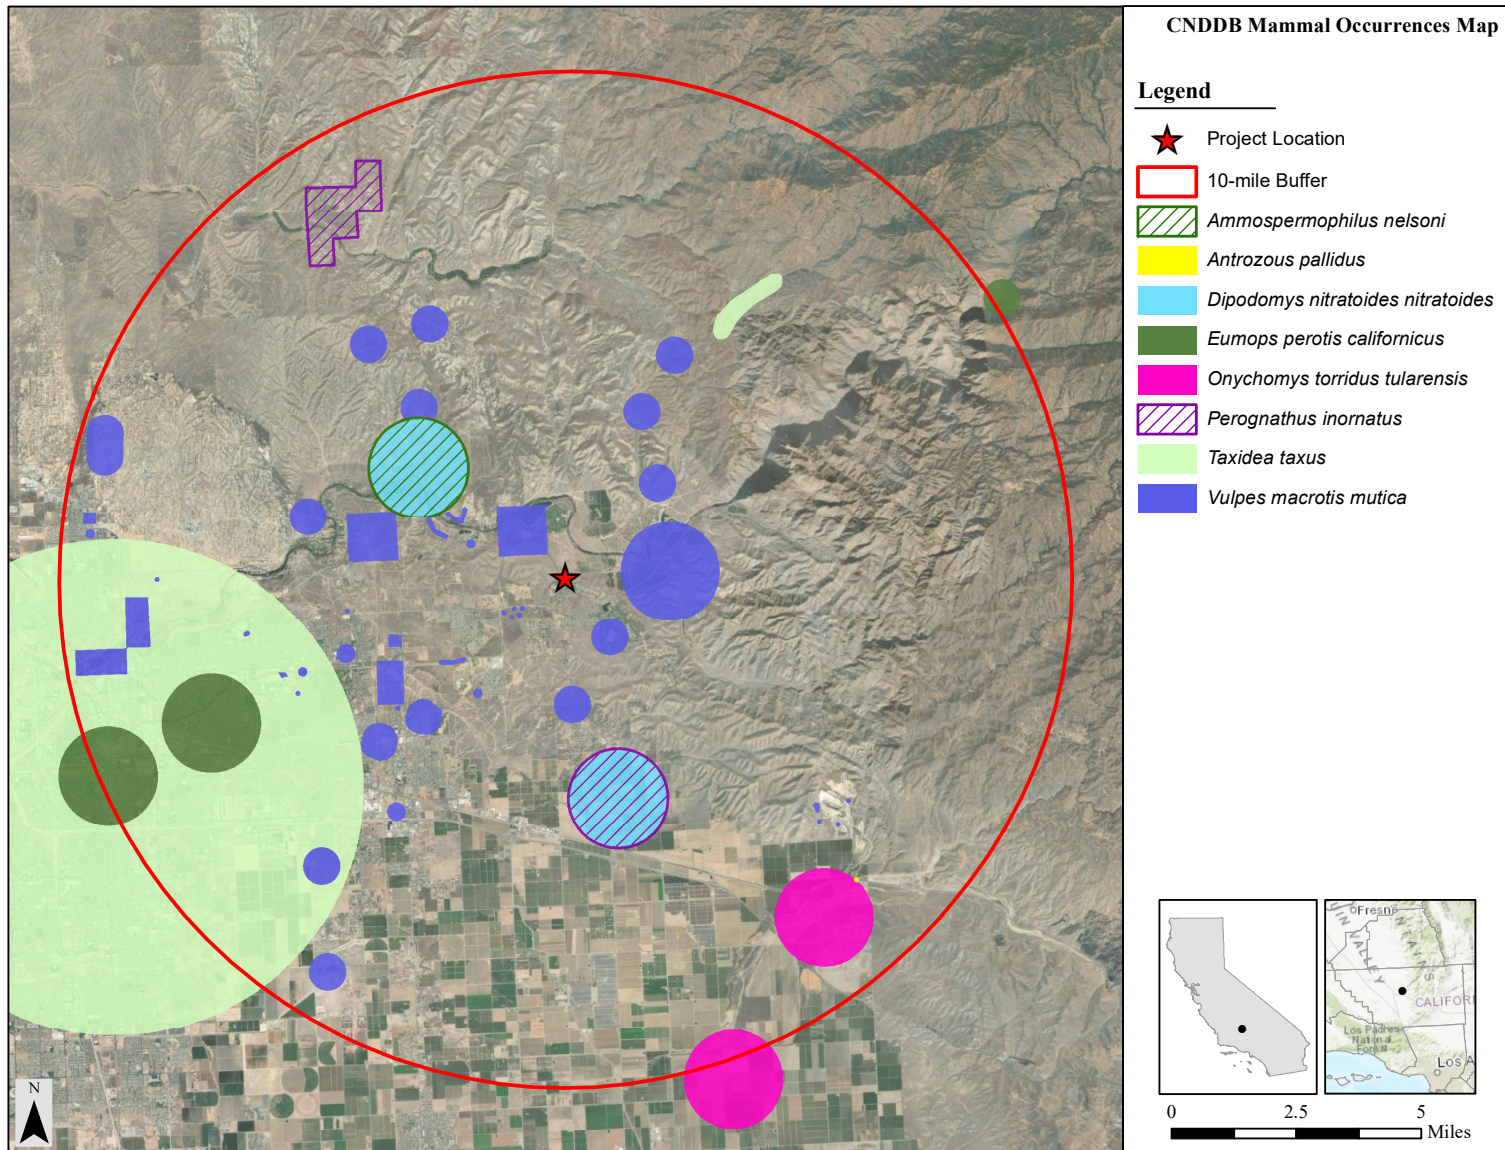 CNDDB Mammal Occurrences Map
Legend
Project Location
10-mile Buffer
Ammospermophilus nelsoni
Antrozous pallidus
Dipodomys nitratoides nitratoides
Eumops perotis californicus
Onychomys torridus tularensis
Perognathus inornatus
Taxidea taxus
Vulpes macrotis mutica
Fresno
VALLEY
CALIFOR
Los Padres
National
Forest
Los A
0 2.5 5
Miles
N